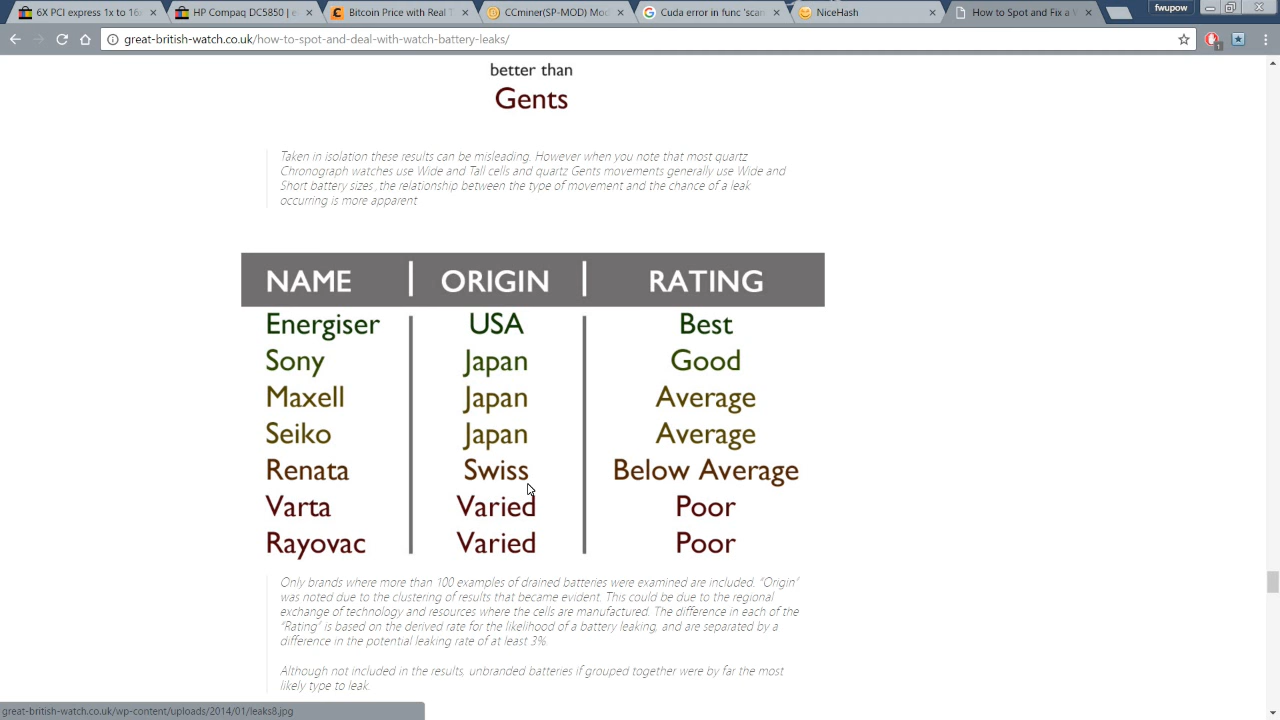 6X PCI express 1x to 16x
HP Compaq DC5850 | e
Bitcoin Price with Real T
CCminer(SP-MOD) Mod
Cuda error in func 'scan
NiceHash
How to Spot and Fix a W
fwupow
great-british-watch.co.uk/how-to-spot-and-deal-with-watch-battery-leaks/
better than
Gents
Taken in isolation these results can be misleading. However when you note that most quartz
Chronograph watches use Wide and Tall cells and quartz Gents movements generally use Wide and
Short battery sizes, the relationship between the type of movement and the chance of a leak
occurring is more apparent
NAME | ORIGIN | RATING
Energiser USA Best
Sony Japan Good
Maxell Japan Average
Seiko Japan Average
Renata Swiss Below Average
Varta Varied Poor
Rayovac Varied Poor
Only brands where more than 100 examples of drained batteries were examined are included. "Origin"
was noted due to the clustering of results that became evident. This could be due to the regional
exchange of technology and resources where the cells are manufactured. The difference in each of the
"Rating" is based on the derived rate for the likelihood of a battery leaking, and are separated by a
difference in the potential leaking rate of at least 3%
Although not included in the results, unbranded batteries if grouped together were by far the most
likely type to leak.
great-british-watch.co.uk/wp-content/uploads/2014/01/leaks8.jpg